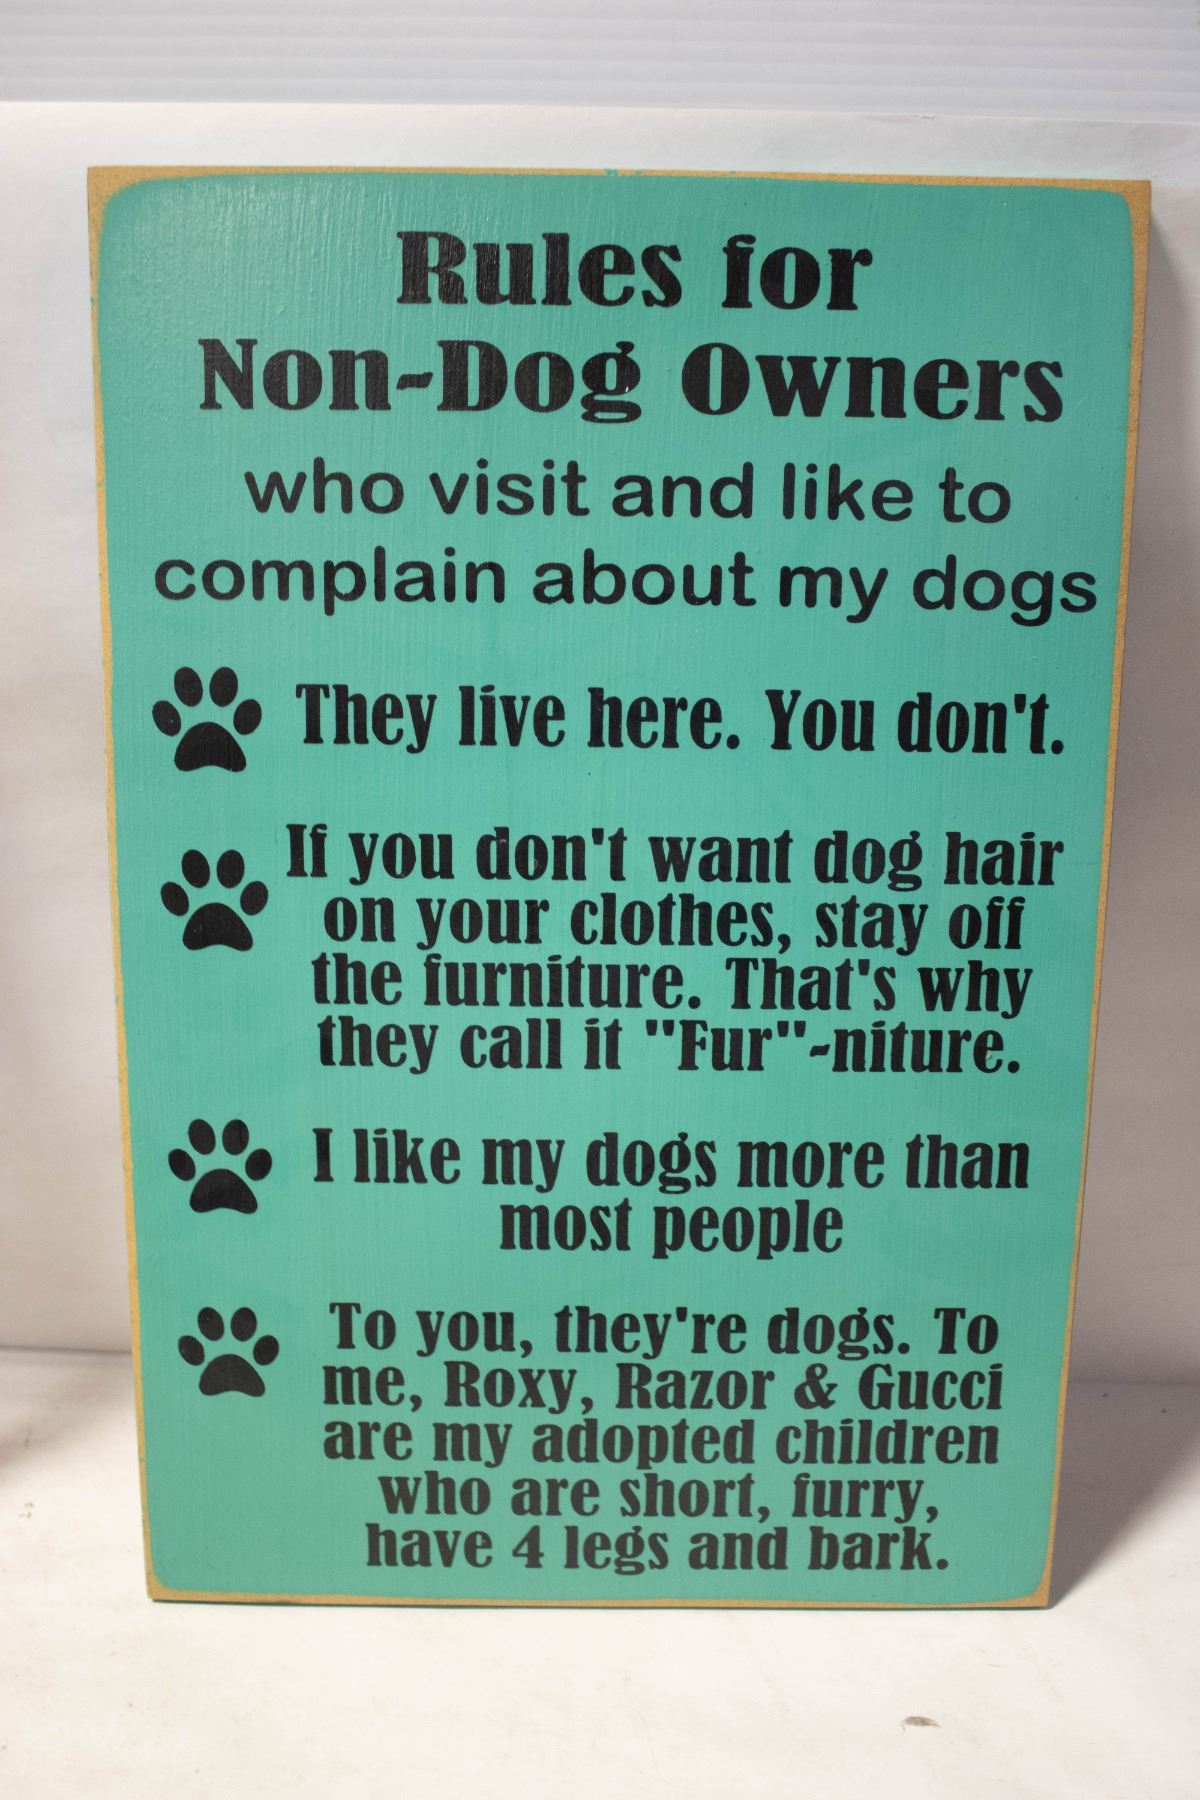 Rules for
Non-Dog Owners
who visit and like to
complain about my dogs
They live here. You don't.
If you don't want dog hair
on your clothes, stay off
the furniture. That's why
they call it "Fur"-niture.
I like my dogs more than
most people
To you, they're dogs. To
me, Roxy, Razor & Gucci
are my adopted children
who are short, furry,
have 4 legs and bark.